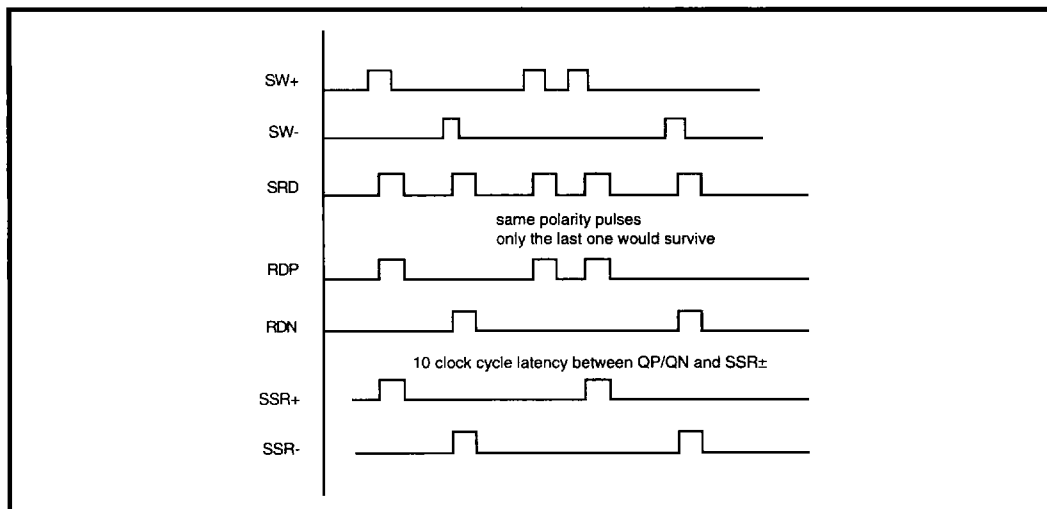 SW+
SW-
SRD
same polarity pulses
only the last one would survive
RDP
RDN
10 clock cycle latency between QP/QN and SSR±
SSR+
SSR-